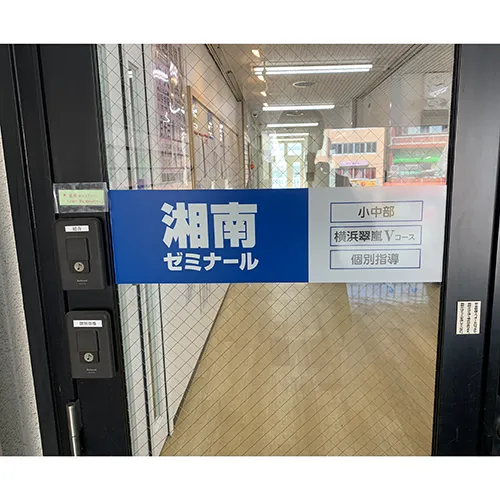 湘南
ゼミナール
小中部
横浜翠嵐Vコース
個別指導